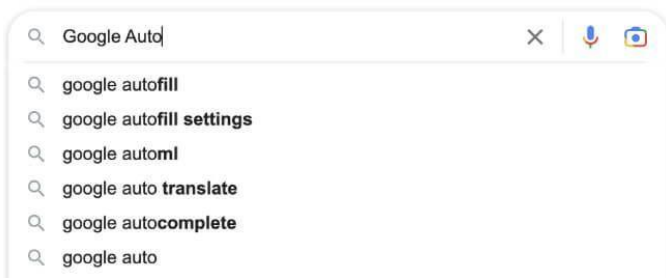 Google Auto
google autofill
google autofill settings
google automl
google auto translate
google autocomplete
google auto